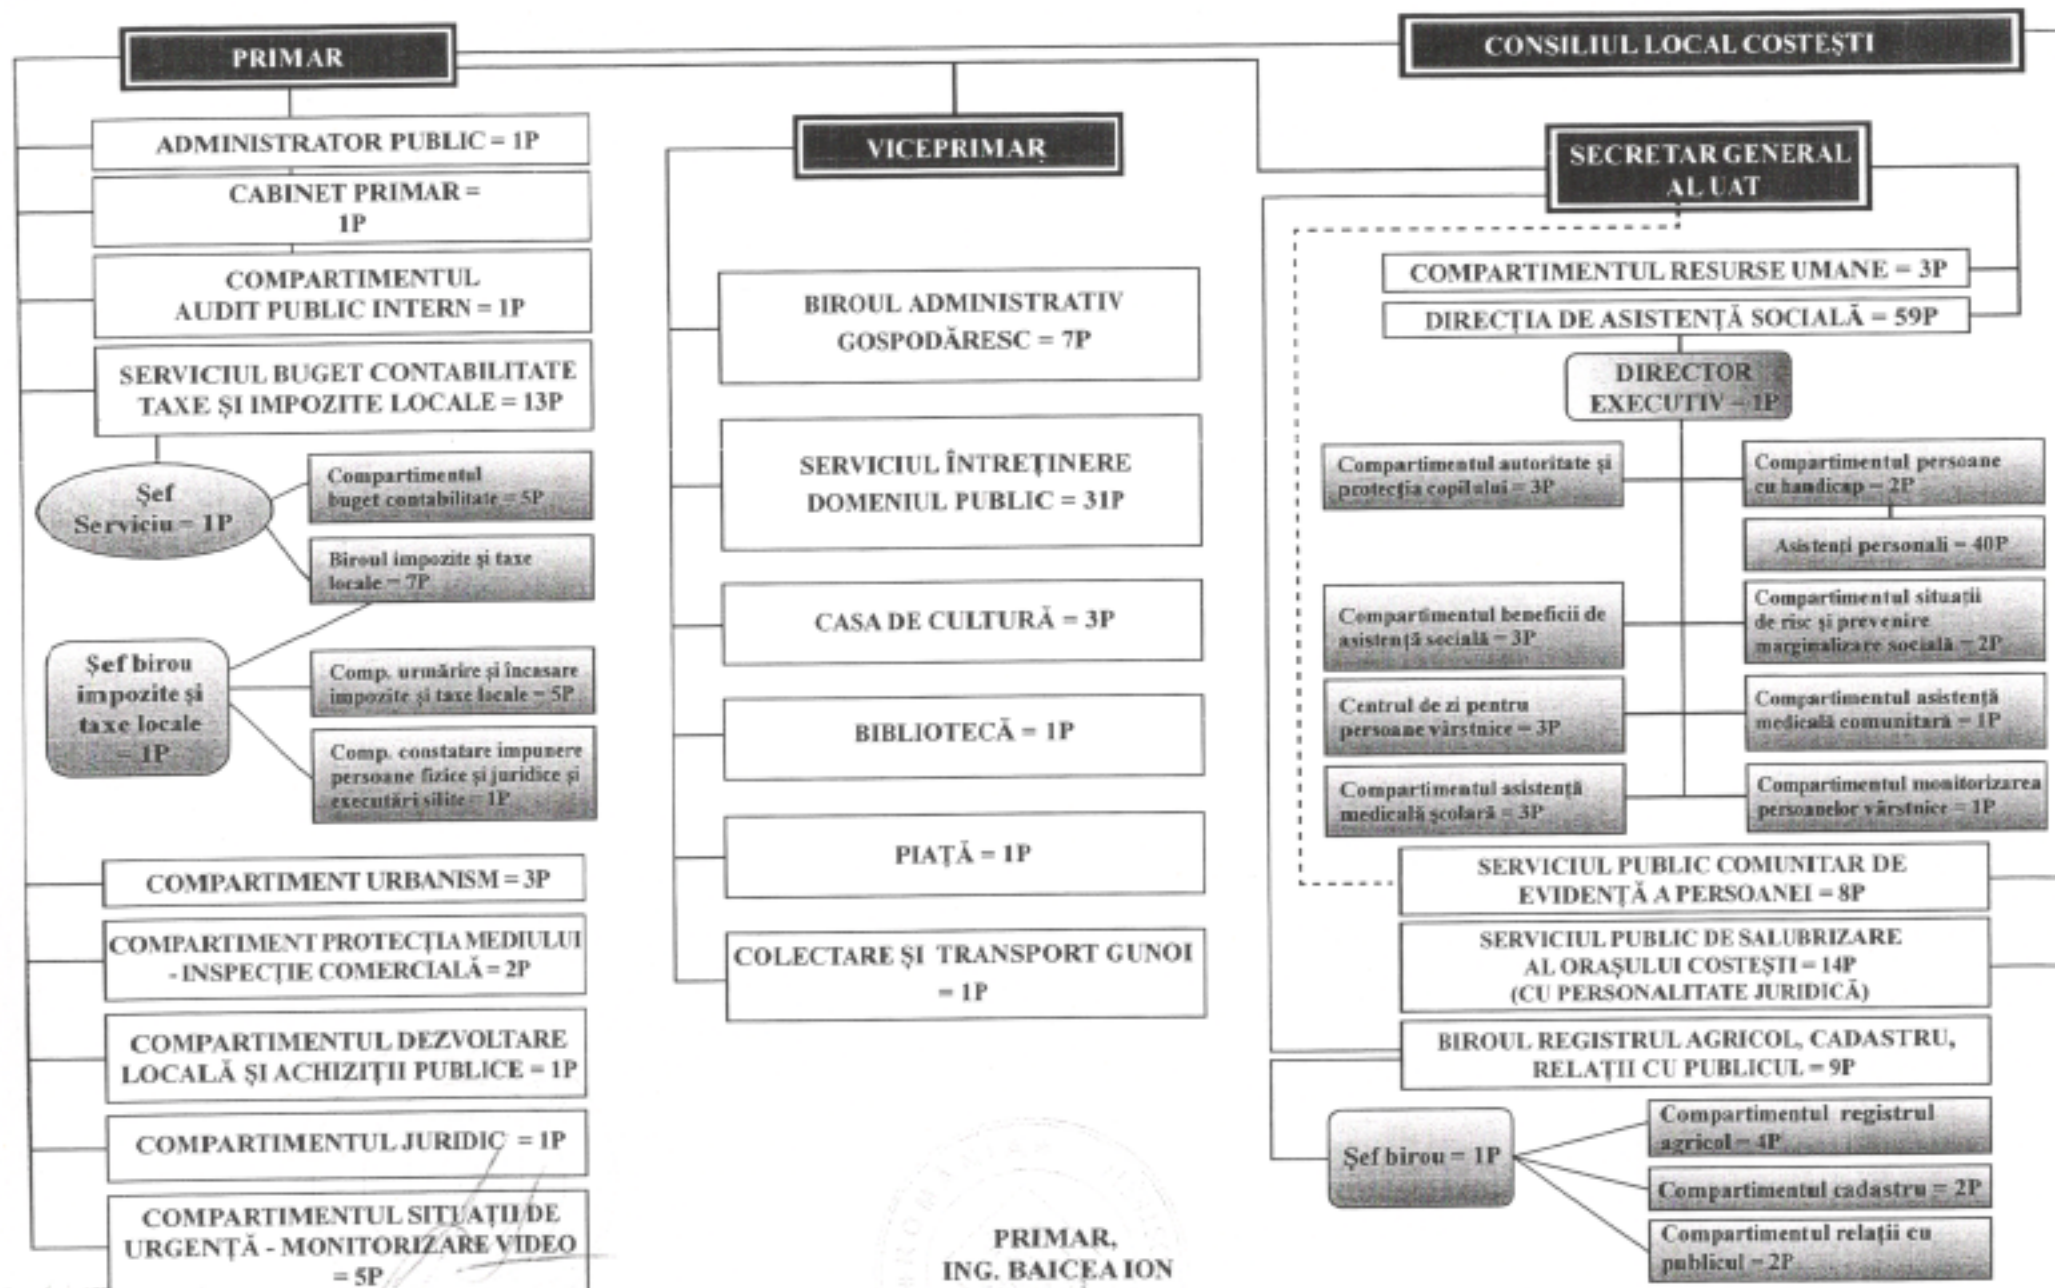 PRIMAR
CONSILIUL LOCAL COSTEȘTI
ADMINISTRATOR PUBLIC = 1P
CABINET PRIMAR =
1P
COMPARTIMENTUL
AUDIT PUBLIC INTERN = 1P
SERVICIUL BUGET CONTABILITATE
TAXE ȘI IMPOZITE LOCALE = 13P
Șef
Serviciu = 1P
Compartimentul
buget contabilitate = 5P
Biroul impozite și taxe
locale = 7P
Șef birou
impozite și
taxe locale
= 1P
Comp. urmărire și încasare
impozite și taxe locale = 5P
Comp. constatare impunere
persoane fizice și juridice și
executări silite = 1P
COMPARTIMENT URBANISM = 3P
COMPARTIMENT PROTECȚIA MEDIULUI
- INSPECȚIE COMERCIALĂ = 2P
COMPARTIMENTUL DEZVOLTARE
LOCALĂ ȘI ACHIZIȚII PUBLICE = 1P
COMPARTIMENTUL JURIDIC = 1P
COMPARTIMENTUL SITUAȚII DE
URGENȚĂ - MONITORIZARE VIDEO
= 5P
VICEPRIMAR
BIROUL ADMINISTRATIV
GOSPODĂRESC = 7P
SERVICIUL ÎNTREȚINERE
DOMENIUL PUBLIC = 31P
CASA DE CULTURĂ = 3P
BIBLIOTECĂ = 1P
PIAȚĂ = 1P
COLECTARE ȘI TRANSPORT GUNOI
= 1P
PRIMAR,
ING. BAICEA ION
SECRETAR GENERAL
AL UAT
COMPARTIMENTUL RESURSE UMANE = 3P
DIRECȚIA DE ASISTENȚĂ SOCIALĂ = 59P
DIRECTOR
EXECUTIV = 1P
Compartimentul autoritate și
protecția copilului = 3P
Compartimentul persoane
cu handicap = 2P
Asistenți personali = 40P
Compartimentul beneficii de
asistență socială = 3P
Compartimentul situații
de risc și prevenire
marginalizare socială = 2P
Centrul de zi pentru
persoane vârstnice = 3P
Compartimentul asistență
medicală comunitară = 1P
Compartimentul asistență
medicală școlară = 3P
Compartimentul monitorizarea
persoanelor vârstnice = 1P
SERVICIUL PUBLIC COMUNITAR DE
EVIDENȚĂ A PERSOANEI = 8P
SERVICIUL PUBLIC DE SALUBRIZARE
AL ORAȘULUI COSTEȘTI = 14P
(CU PERSONALITATE JURIDICĂ)
BIROUL REGISTRUL AGRICOL, CADASTRU,
RELAȚII CU PUBLICUL = 9P
Șef birou = 1P
Compartimentul registrul
agricol = 4P
Compartimentul cadastru = 2P
Compartimentul relații cu
publicul = 2P